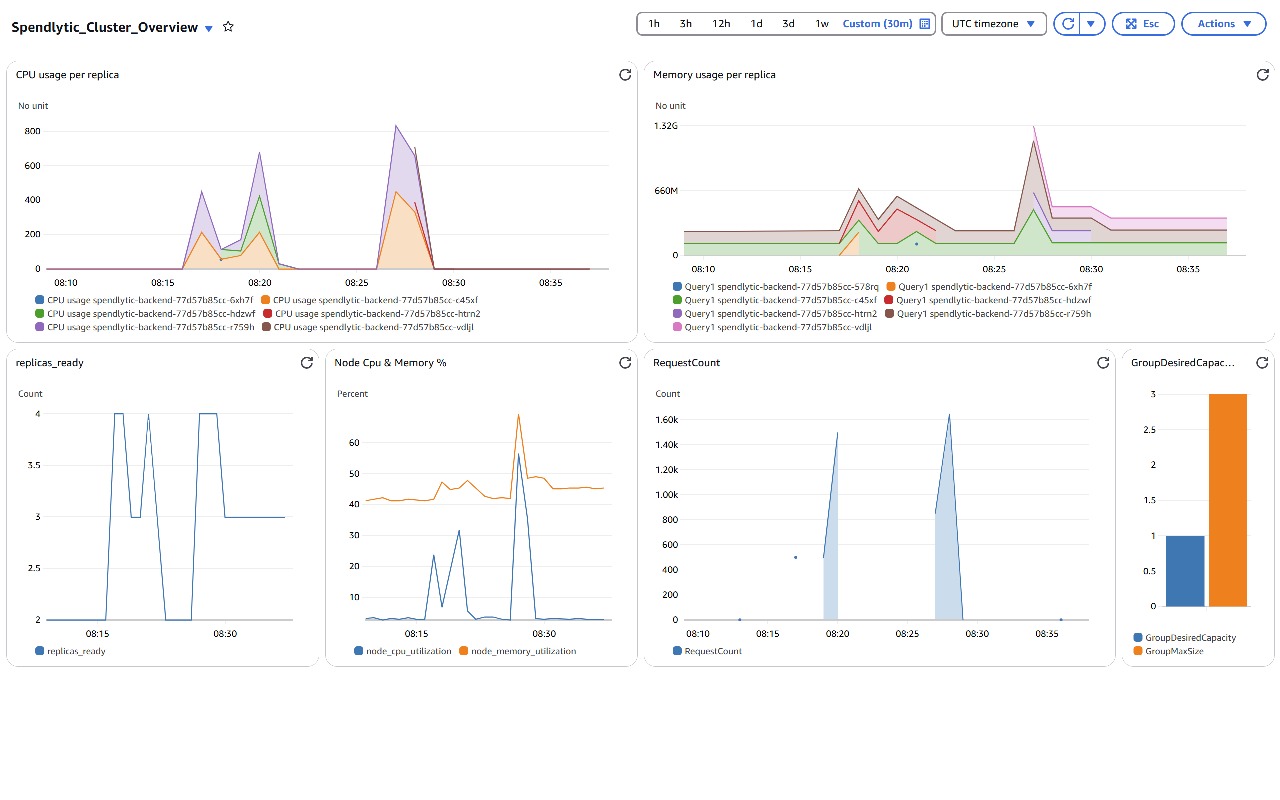 Spendlytic_Cluster_Overview
1h 3h 12h 1d 3d 1w Custom (30m) UTC timezone Esc Actions
CPU usage per replica
No unit
800
600
400
200
0
08:10 08:15 08:20 08:25 08:30 08:35
CPU usage spendlytic-backend-77d57b85cc-6xh7f CPU usage spendlytic-backend-77d57b85cc-c45xf
CPU usage spendlytic-backend-77d57b85cc-hdzwf CPU usage spendlytic-backend-77d57b85cc-htrn2
CPU usage spendlytic-backend-77d57b85cc-r759h CPU usage spendlytic-backend-77d57b85cc-vdljl
Memory usage per replica
No unit
1.32G
660M
0
08:10 08:15 08:20 08:25 08:30 08:35
Query1 spendlytic-backend-77d57b85cc-578rq Query1 spendlytic-backend-77d57b85cc-6xh7f
Query1 spendlytic-backend-77d57b85cc-c45xf Query1 spendlytic-backend-77d57b85cc-hdzwf
Query1 spendlytic-backend-77d57b85cc-htrn2 Query1 spendlytic-backend-77d57b85cc-r759h
Query1 spendlytic-backend-77d57b85cc-vdljl
replicas_ready
Count
4
3.5
3
2.5
2
08:15 08:30
replicas_ready
Node Cpu & Memory %
Percent
60
50
40
30
20
10
08:15 08:30
node_cpu_utilization node_memory_utilization
RequestCount
Count
1.60k
1.40k
1.20k
1.00k
800
600
400
200
0
08:10 08:15 08:20 08:25 08:30 08:35
RequestCount
GroupDesiredCapac...
3
2.5
2
1.5
1
0.5
0
GroupDesiredCapacity
GroupMaxSize